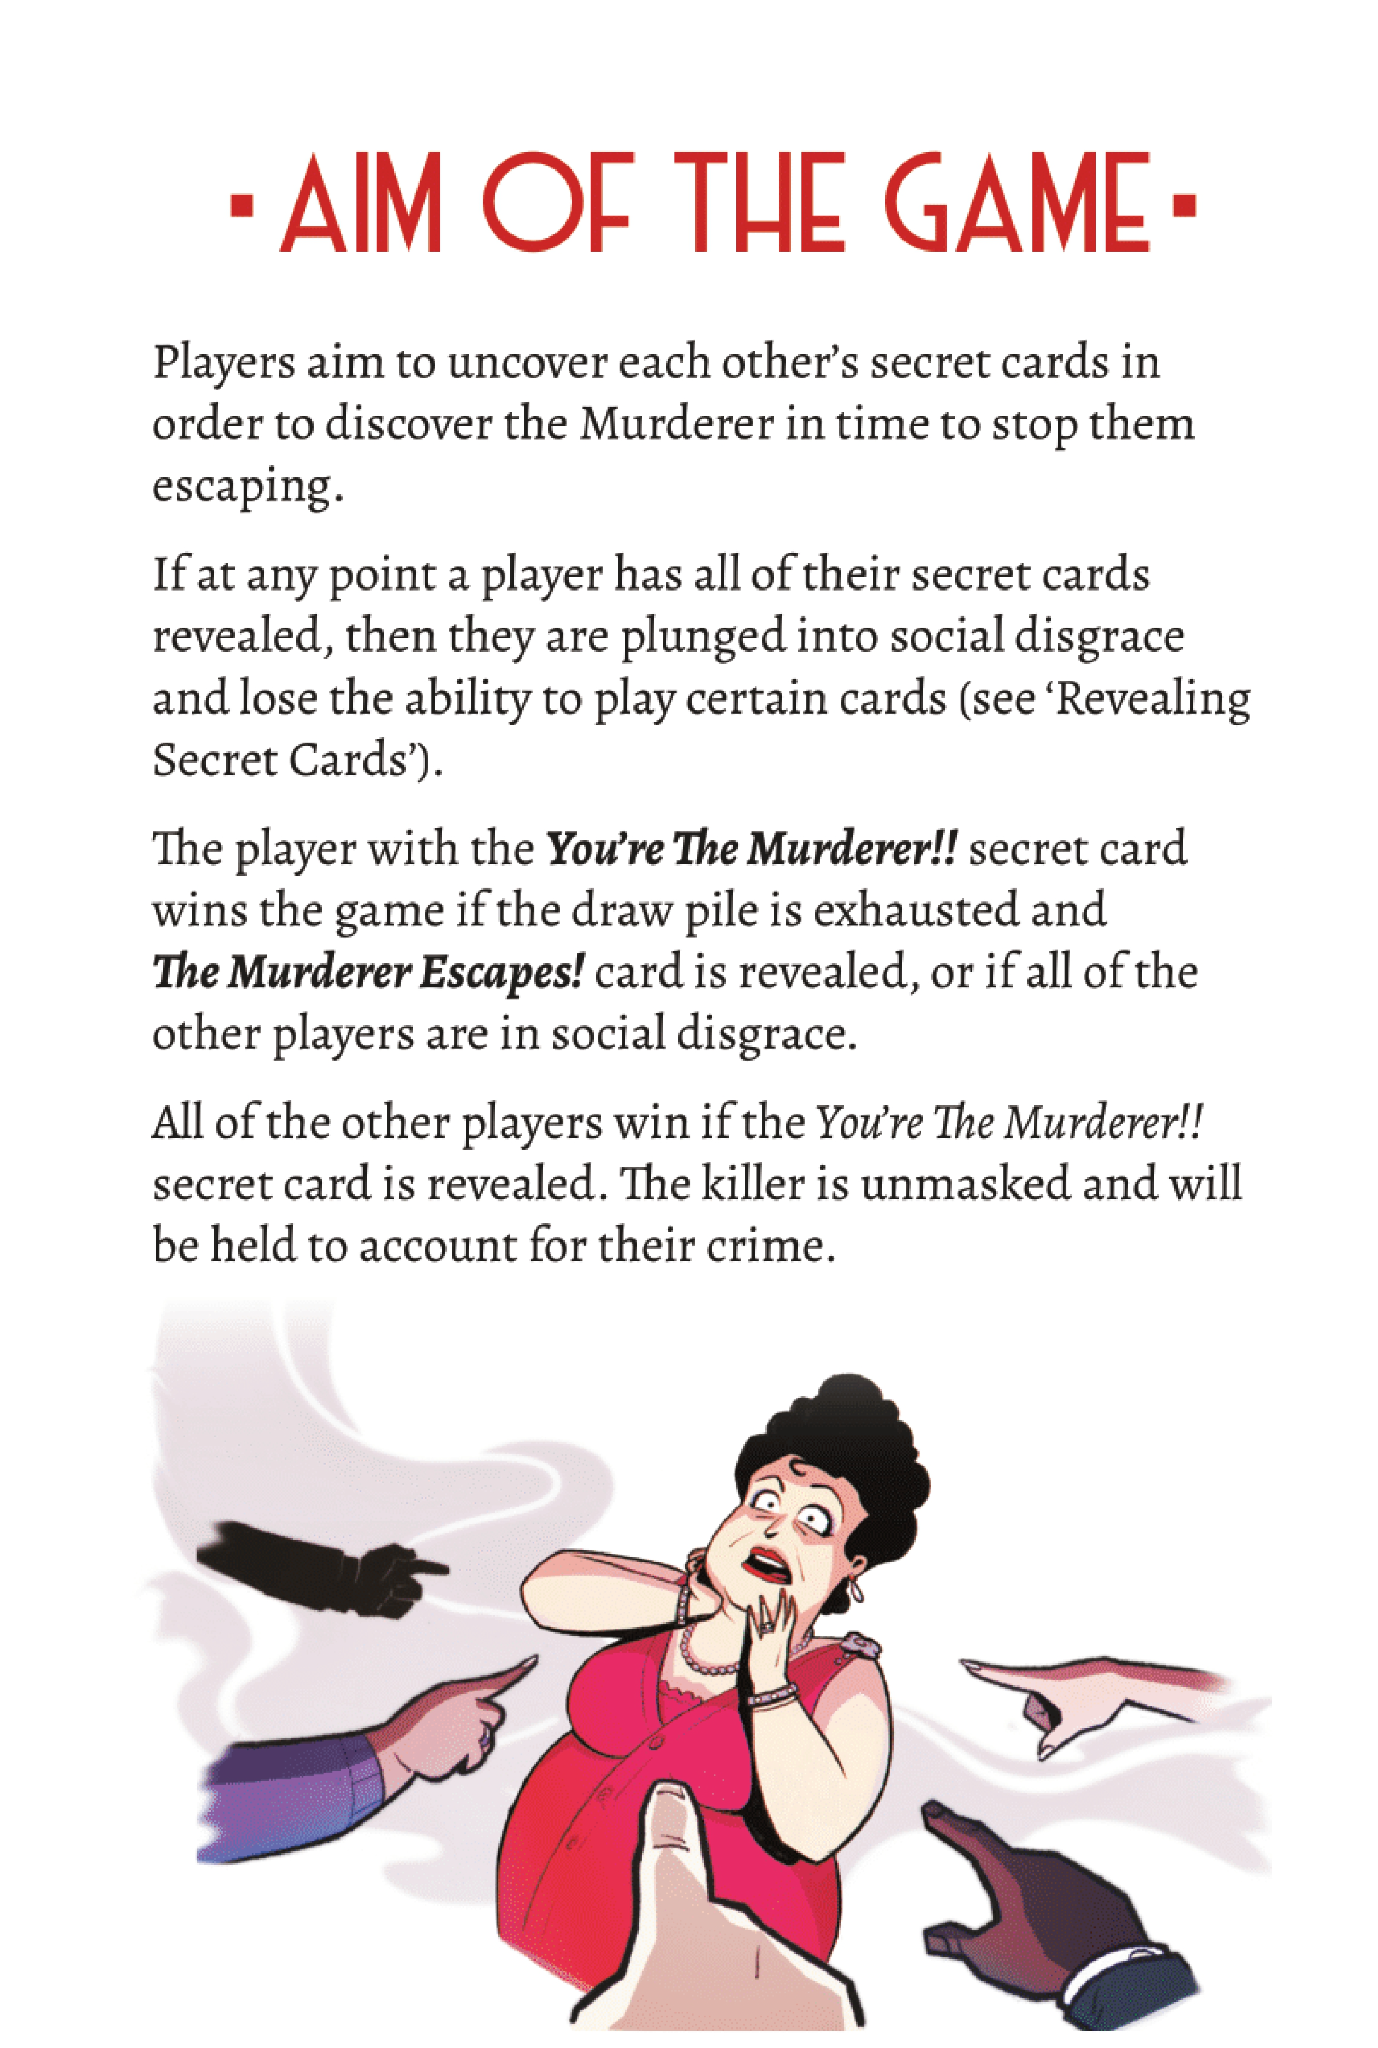 ▪ AIM OF THE GAME ▪
Players aim to uncover each other’s secret cards in
order to discover the Murderer in time to stop them
escaping.
If at any point a player has all of their secret cards
revealed, then they are plunged into social disgrace
and lose the ability to play certain cards (see ‘Revealing
Secret Cards’).
The player with the You’re The Murderer!! secret card
wins the game if the draw pile is exhausted and
The Murderer Escapes! card is revealed, or if all of the
other players are in social disgrace.
All of the other players win if the You’re The Murderer!!
secret card is revealed. The killer is unmasked and will
be held to account for their crime.